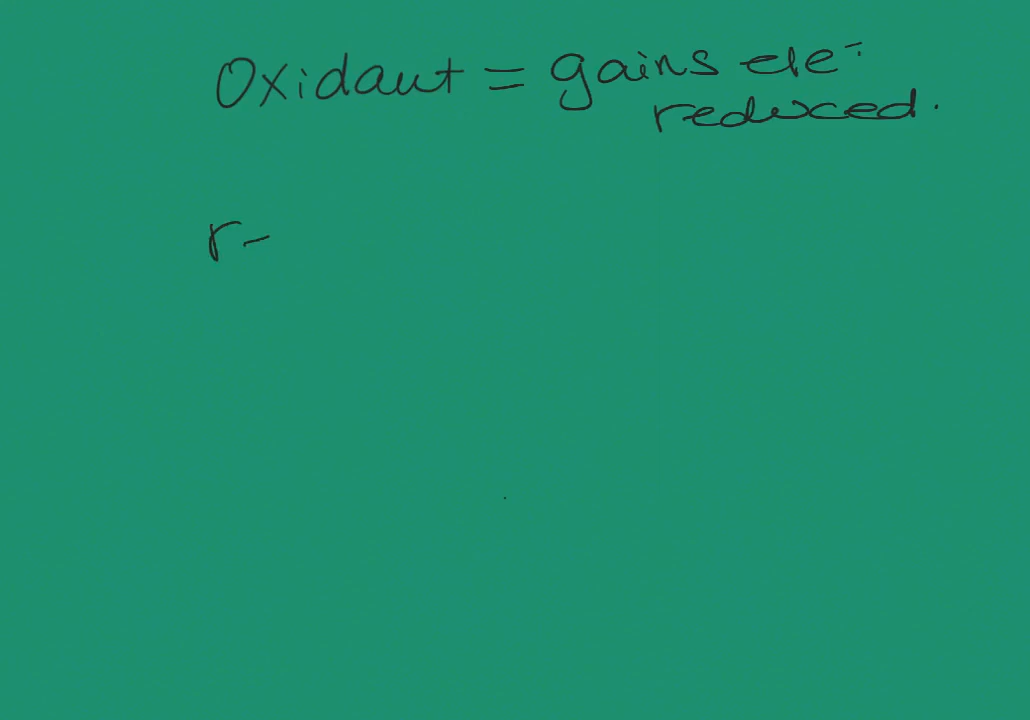 Oxidant = gains ele-
reduced.
r-